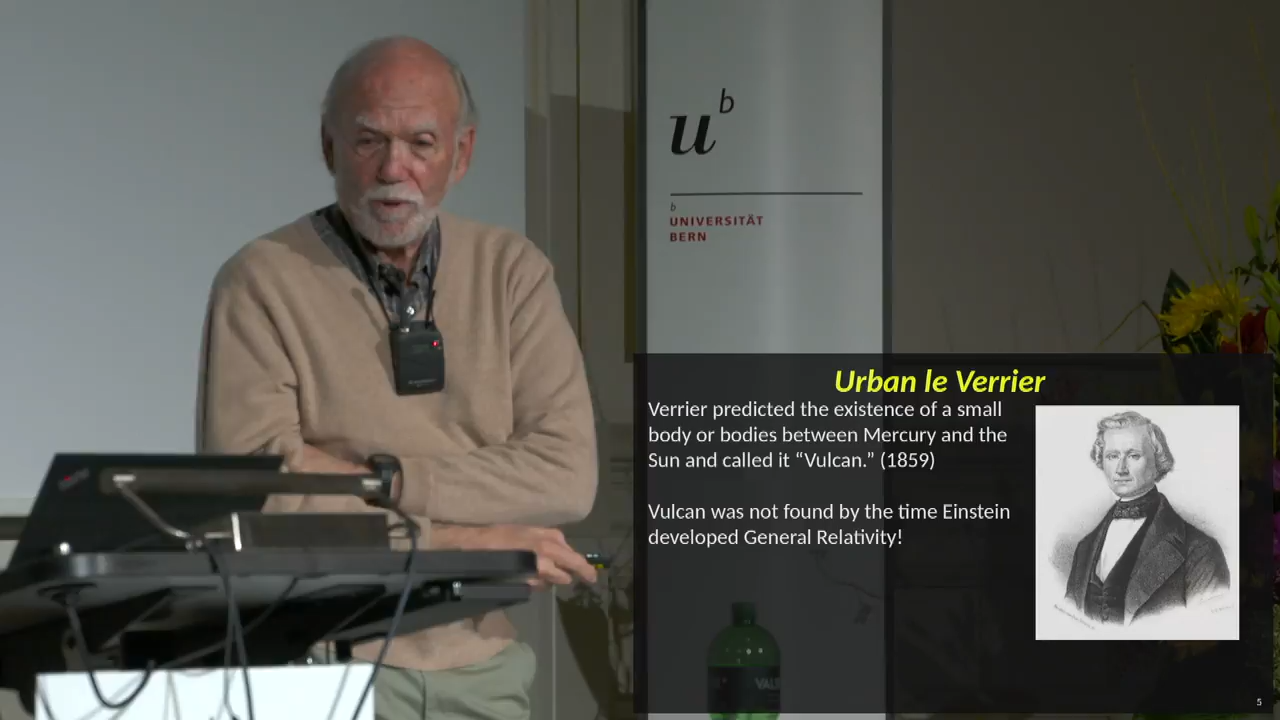 u b
b
UNIVERSITÄT
BERN
Urban le Verrier
Verrier predicted the existence of a small
body or bodies between Mercury and the
Sun and called it “Vulcan.” (1859)
Vulcan was not found by the time Einstein
developed General Relativity!
5